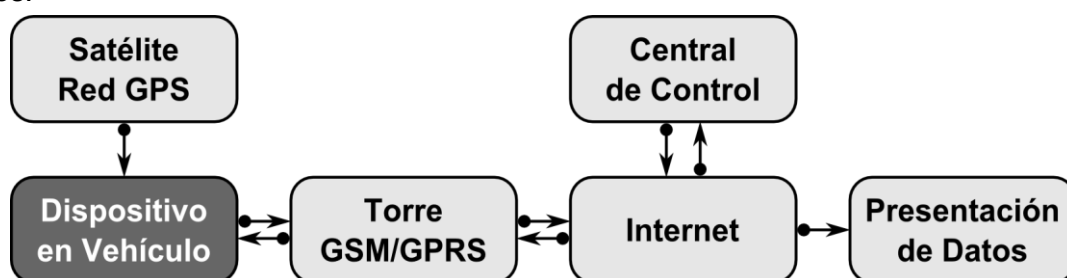 Satélite
Red GPS
Central
de Control
Dispositivo
en Vehículo
Torre
GSM/GPRS
Internet
Presentación
de Datos